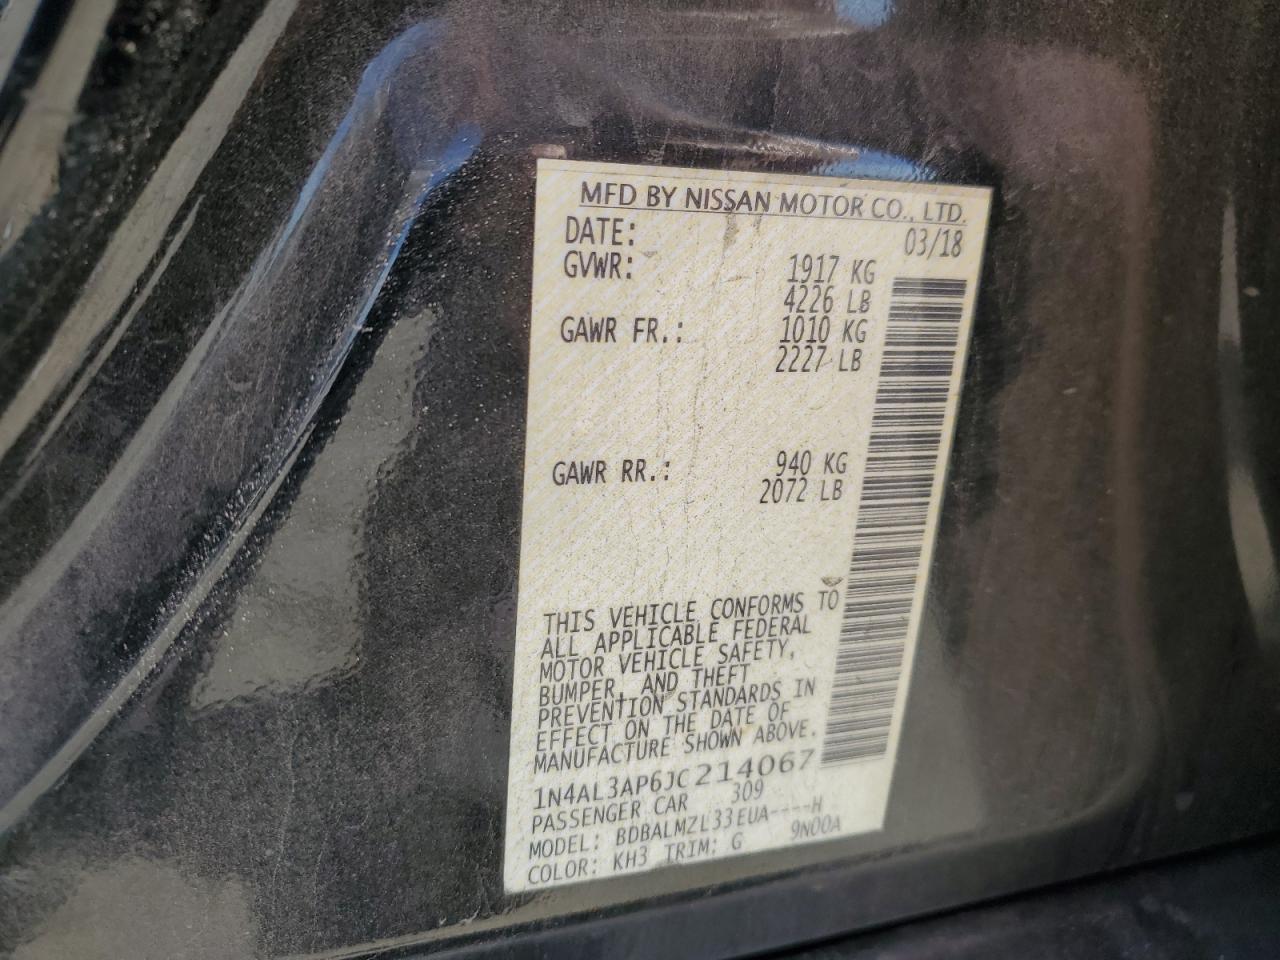 MFD BY NISSAN MOTOR CO., LTD.
DATE: 03/18
GVWR: 1917 KG
4226 LB
GAWR FR.: 1010 KG
2227 LB
GAWR RR.: 940 KG
2072 LB
THIS VEHICLE CONFORMS TO
ALL APPLICABLE FEDERAL
MOTOR VEHICLE SAFETY,
BUMPER, AND THEFT
PREVENTION STANDARDS IN
EFFECT ON THE DATE OF
MANUFACTURE SHOWN ABOVE.
1N4AL3AP6JC214067
PASSENGER CAR 309
MODEL: BDBALMZL33EUA----H
COLOR: KH3 TRIM: G 9N00A